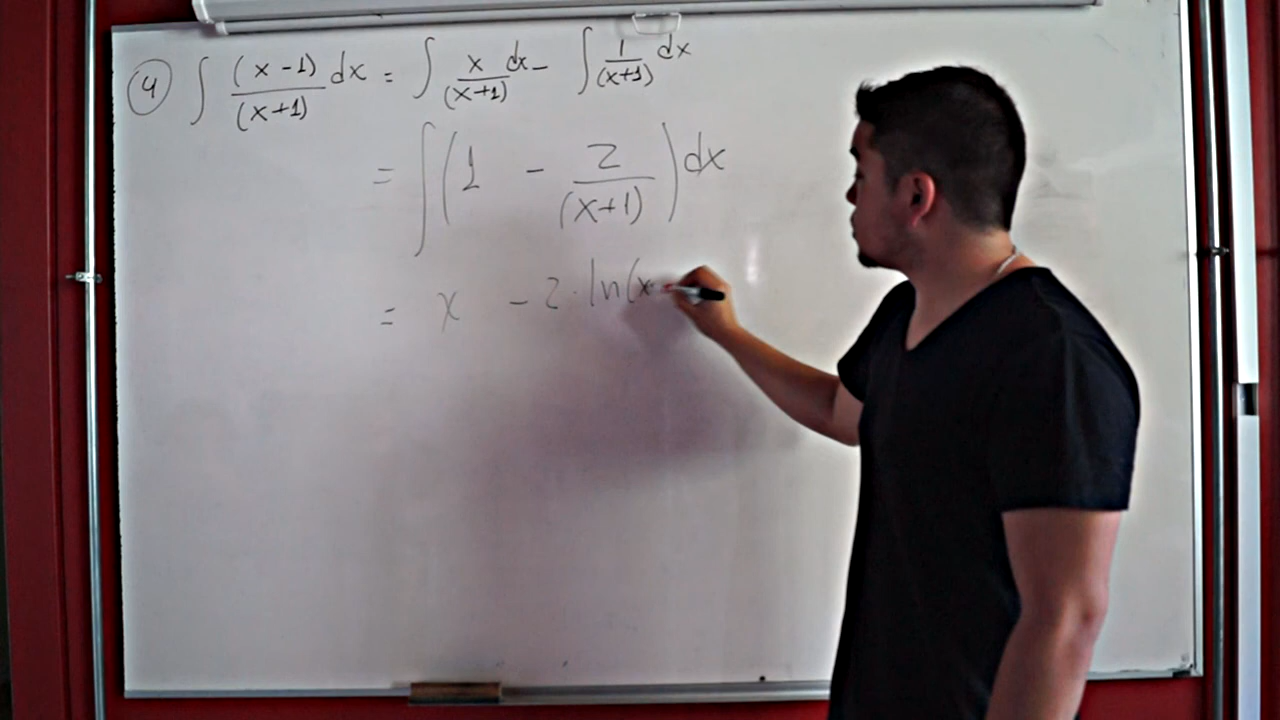 ④ ∫ (x-1)/(x+1) dx = ∫ x/(x+1) dx - ∫ 1/(x+1) dx
= ∫ (1 - 2/(x+1)) dx
= x - 2 · ln(x